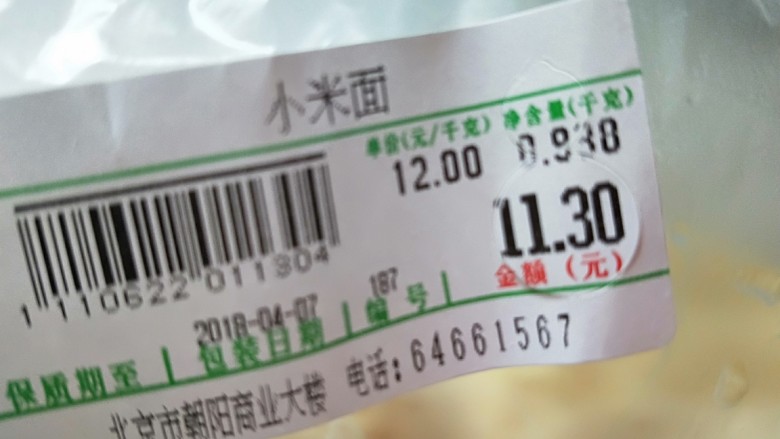 小米面
单价(元/千克) 净含量(千克)
12.00 0.938
11.30
金额(元)
1 110622 011304
2018-04-07 187
保质期至 包装日期 编号
北京市朝阳商业大楼 电话:64661567